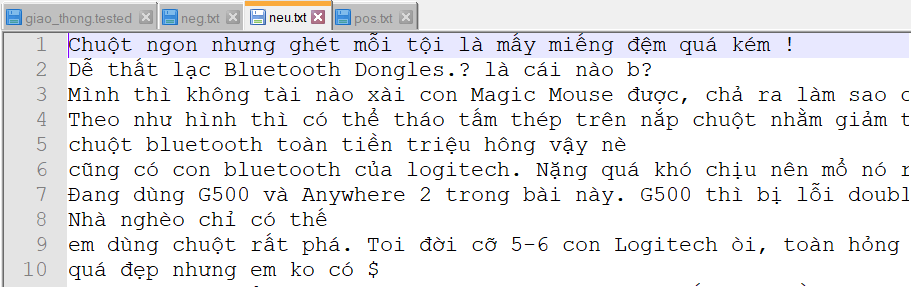 giao_thong.tested neg.txt neu.txt pos.txt
1 Chuột ngon nhưng ghét mỗi tội là mấy miếng đệm quá kém !
2 Dễ thất lạc Bluetooth Dongles.? là cái nào b?
3 Mình thì không tài nào xài con Magic Mouse được, chả ra làm sao
4 Theo như hình thì có thể tháo tấm thép trên nắp chuột nhằm giảm
5 chuột bluetooth toàn tiền triệu hông vậy nè
6 cũng có con bluetooth của logitech. Nặng quá khó chịu nên mổ nó
7 Đang dùng G500 và Anywhere 2 trong bài này. G500 thì bị lỗi doubl
8 Nhà nghèo chỉ có thế
9 em dùng chuột rất phá. Toi đời cỡ 5-6 con Logitech òi, toàn hỏng
10 quá đẹp nhưng em ko có $